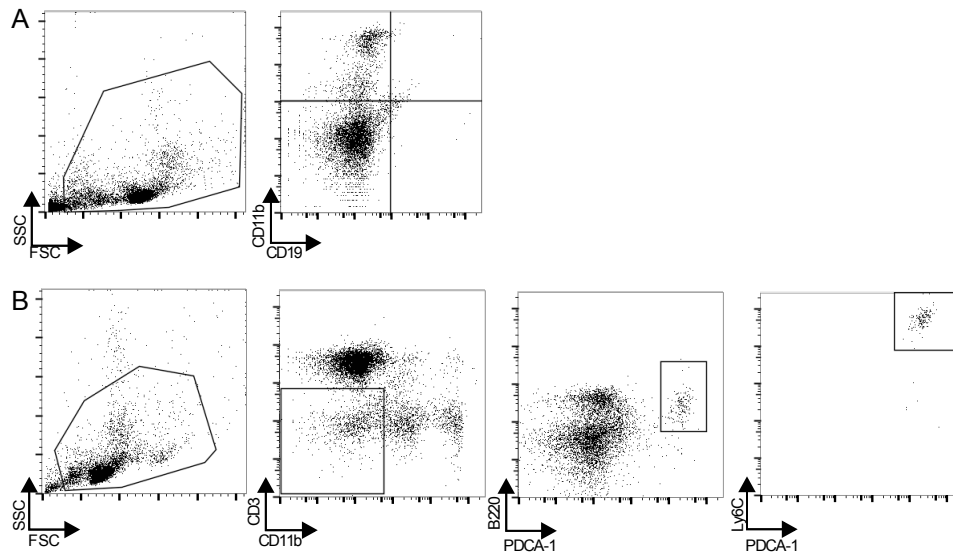 A
SSC
FSC
CD11b
CD19
B
SSC
FSC
CD3
CD11b
B220
PDCA-1
Ly6C
PDCA-1